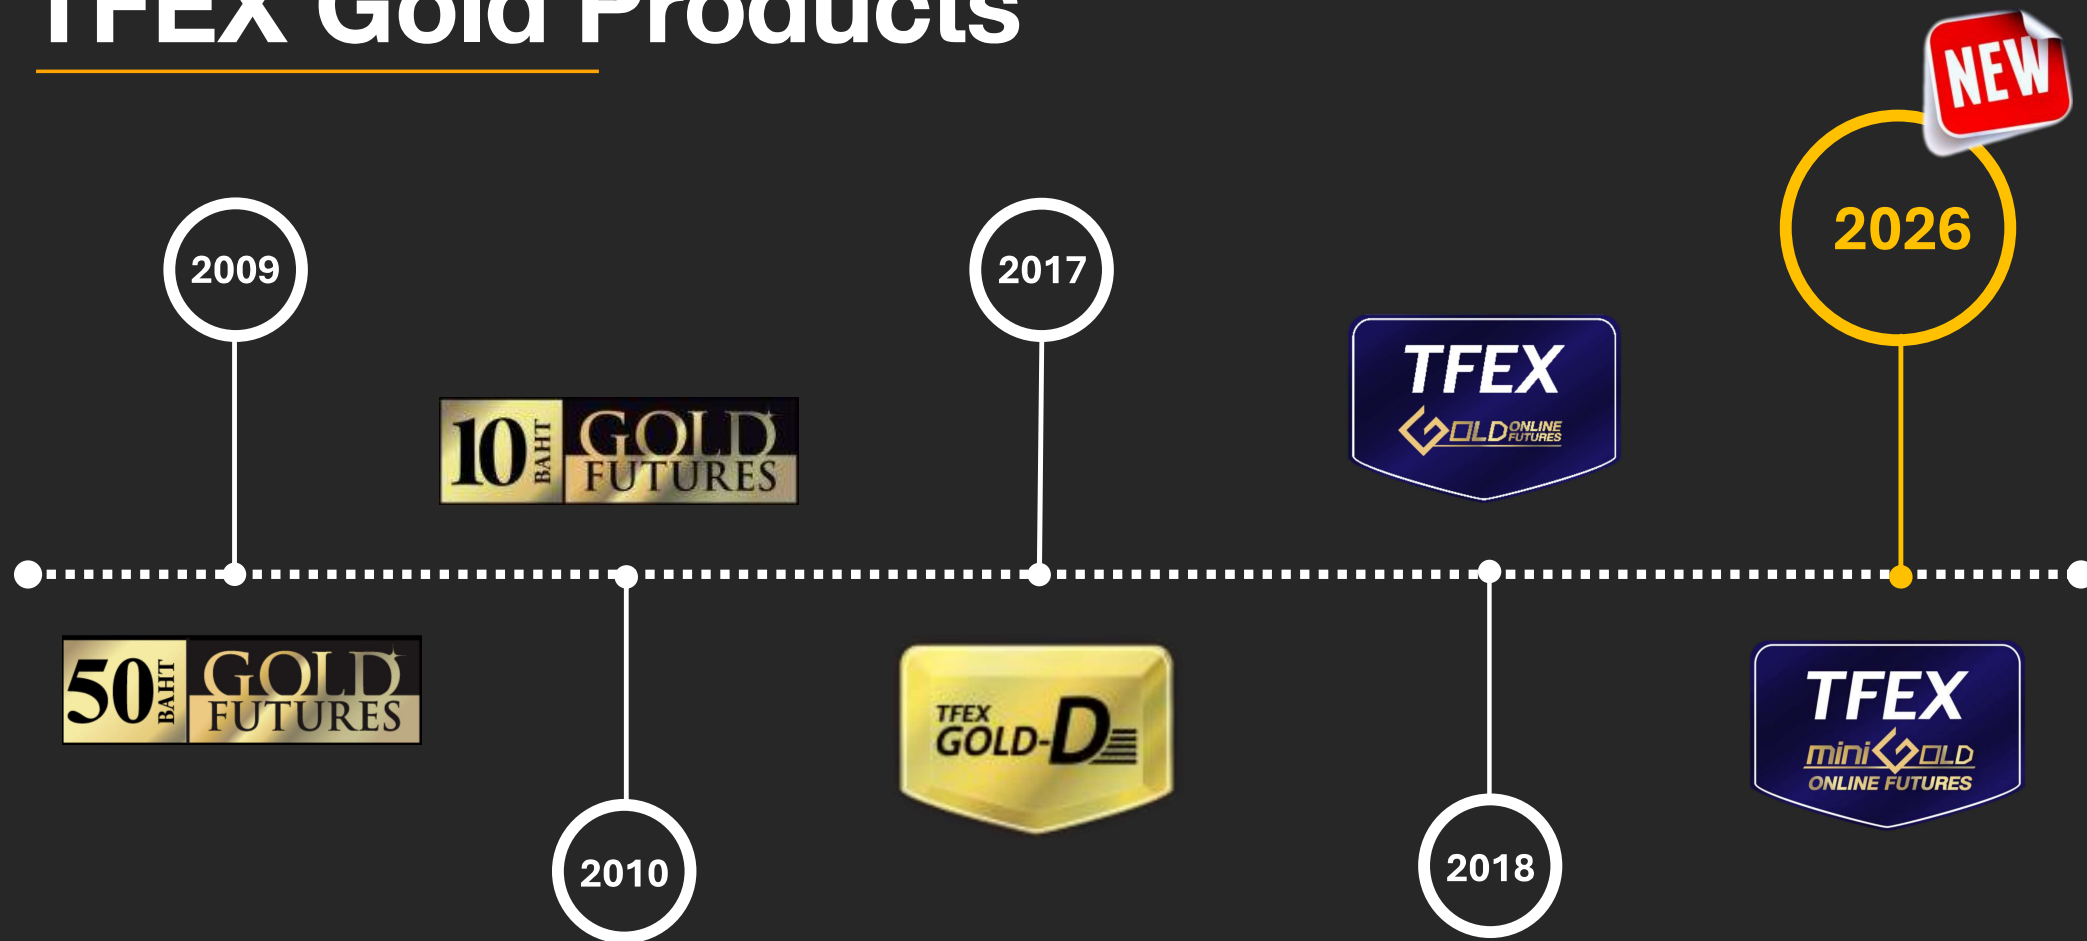 TFEX Gold Products
NEW
2026
2009
2017
TFEX
GOLD ONLINE
FUTURES
10 BAHT GOLD
FUTURES
50 BAHT GOLD
FUTURES
TFEX
GOLD-D
TFEX
mini GOLD
ONLINE FUTURES
2010
2018